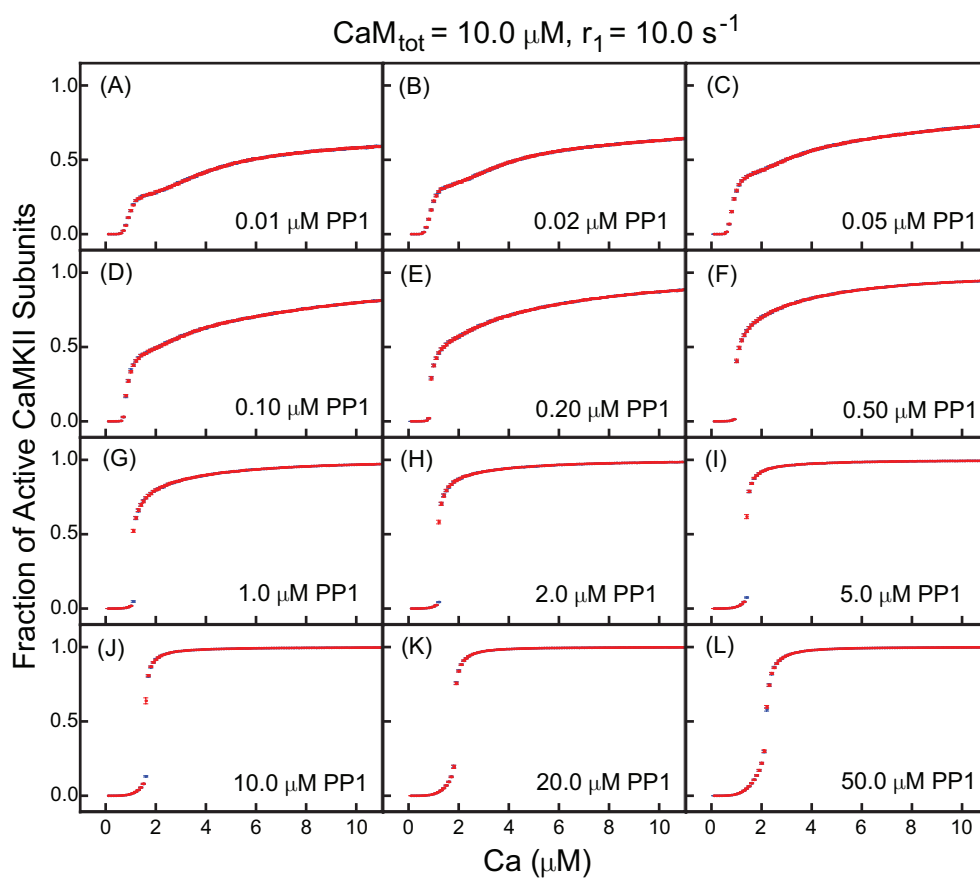 CaMtot = 10.0 μM, r1 = 10.0 s-1
Fraction of Active CaMKII Subunits
(A)
(B)
(C)
1.0
0.5
0.0
0.01 μM PP1
0.02 μM PP1
0.05 μM PP1
(D)
(E)
(F)
1.0
0.5
0.0
0.10 μM PP1
0.20 μM PP1
0.50 μM PP1
(G)
(H)
(I)
1.0
0.5
0.0
1.0 μM PP1
2.0 μM PP1
5.0 μM PP1
(J)
(K)
(L)
1.0
0.5
0.0
10.0 μM PP1
20.0 μM PP1
50.0 μM PP1
0 2 4 6 8 10
0 2 4 6 8 10
0 2 4 6 8 10
Ca (μM)